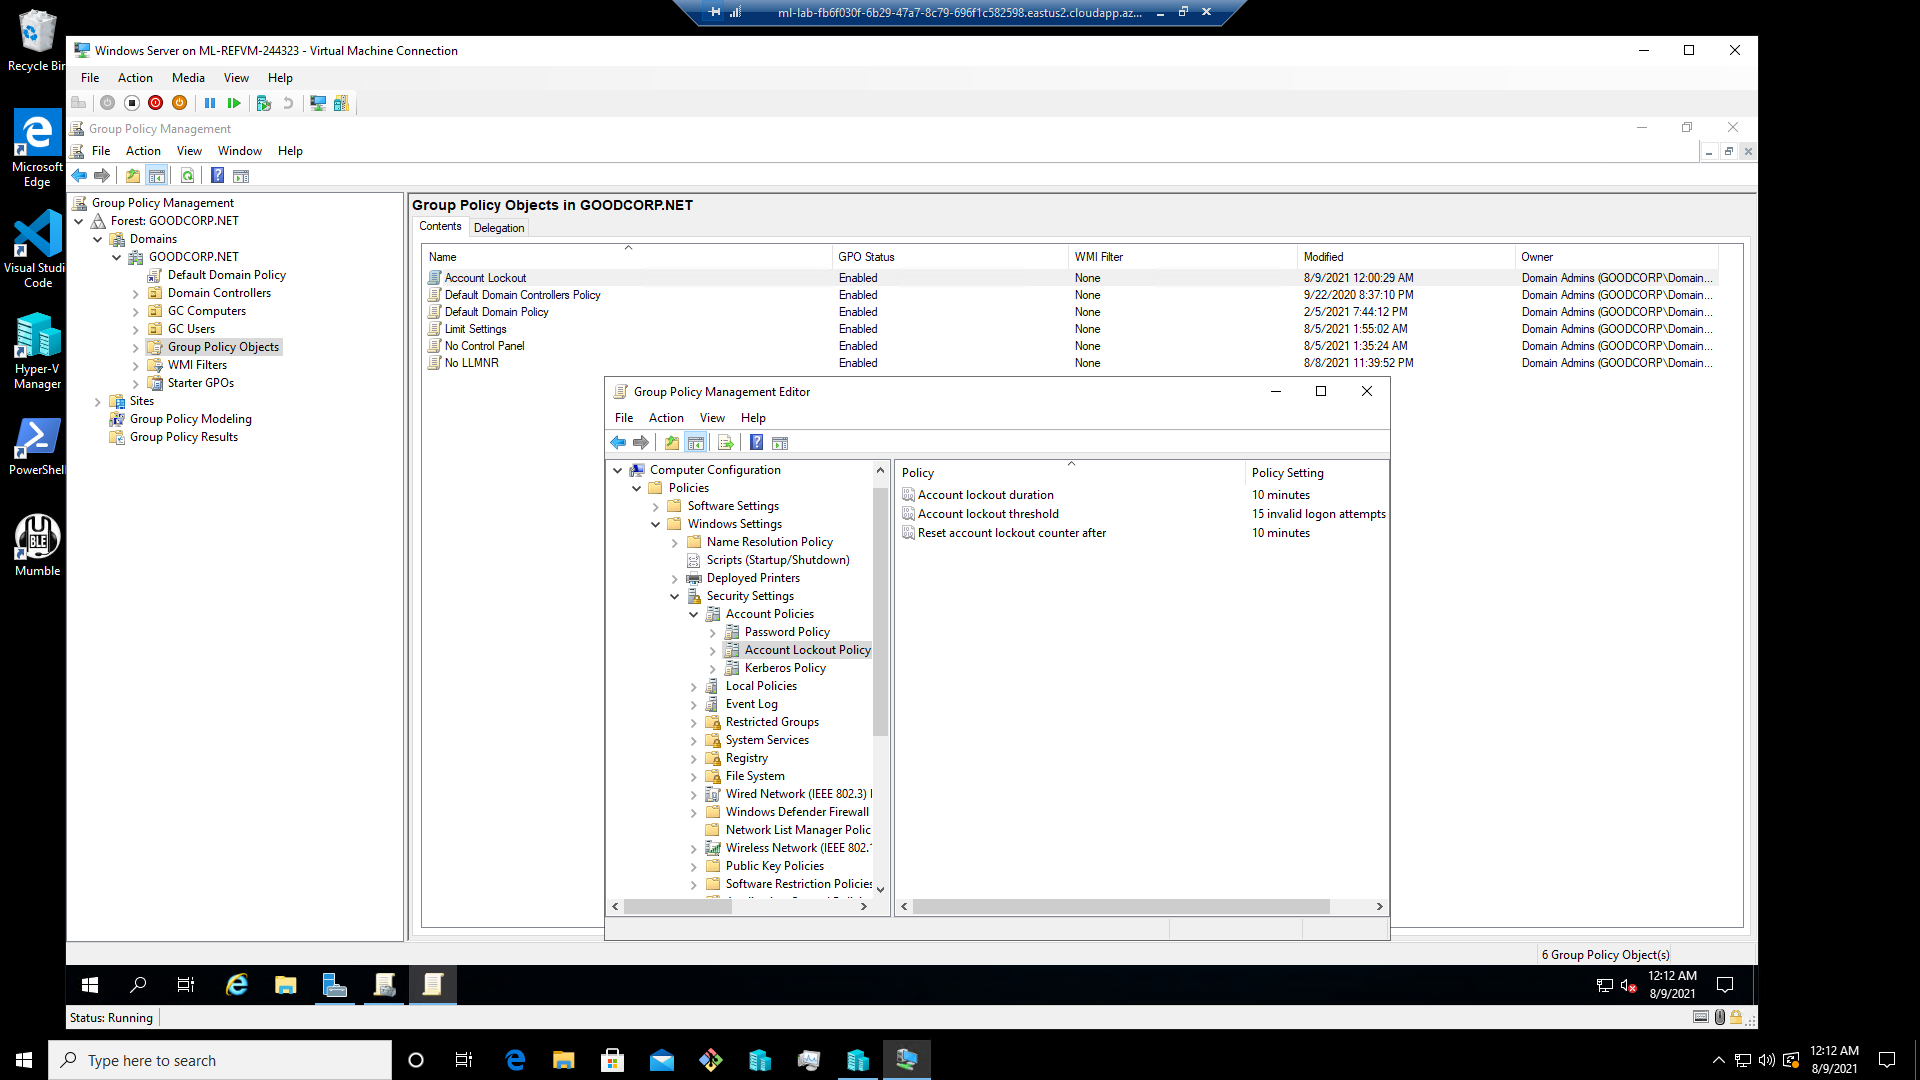 ml-lab-fb6f030f-6b29-47a7-8c79-696f1c582598.eastus2.cloudapp.az...
Recycle Bin
Windows Server on ML-REFVM-244323 - Virtual Machine Connection
File Action Media View Help
Group Policy Management
File Action View Window Help
Microsoft Edge
Visual Studi
Code
Hyper-V
Manager
PowerShell
Mumble
Group Policy Management
Forest: GOODCORP.NET
Domains
GOODCORP.NET
Default Domain Policy
Domain Controllers
GC Computers
GC Users
Group Policy Objects
WMI Filters
Starter GPOs
Sites
Group Policy Modeling
Group Policy Results
Group Policy Objects in GOODCORP.NET
Contents Delegation
Name GPO Status WMI Filter Modified Owner
Account Lockout Enabled None 8/9/2021 12:00:29 AM Domain Admins (GOODCORP\Domain...
Default Domain Controllers Policy Enabled None 9/22/2020 8:37:10 PM Domain Admins (GOODCORP\Domain...
Default Domain Policy Enabled None 2/5/2021 7:44:12 PM Domain Admins (GOODCORP\Domain...
Limit Settings Enabled None 8/5/2021 1:55:02 AM Domain Admins (GOODCORP\Domain...
No Control Panel Enabled None 8/5/2021 1:35:24 AM Domain Admins (GOODCORP\Domain...
No LLMNR Enabled None 8/8/2021 11:39:52 PM Domain Admins (GOODCORP\Domain...
Group Policy Management Editor
File Action View Help
Computer Configuration
Policies
Software Settings
Windows Settings
Name Resolution Policy
Scripts (Startup/Shutdown)
Deployed Printers
Security Settings
Account Policies
Password Policy
Account Lockout Policy
Kerberos Policy
Local Policies
Event Log
Restricted Groups
System Services
Registry
File System
Wired Network (IEEE 802.3)
Windows Defender Firewall
Network List Manager Polic
Wireless Network (IEEE 802.1
Public Key Policies
Software Restriction Policies
Policy Policy Setting
Account lockout duration 10 minutes
Account lockout threshold 15 invalid logon attempts
Reset account lockout counter after 10 minutes
6 Group Policy Object(s)
12:12 AM
8/9/2021
Status: Running
Type here to search
12:12 AM
8/9/2021